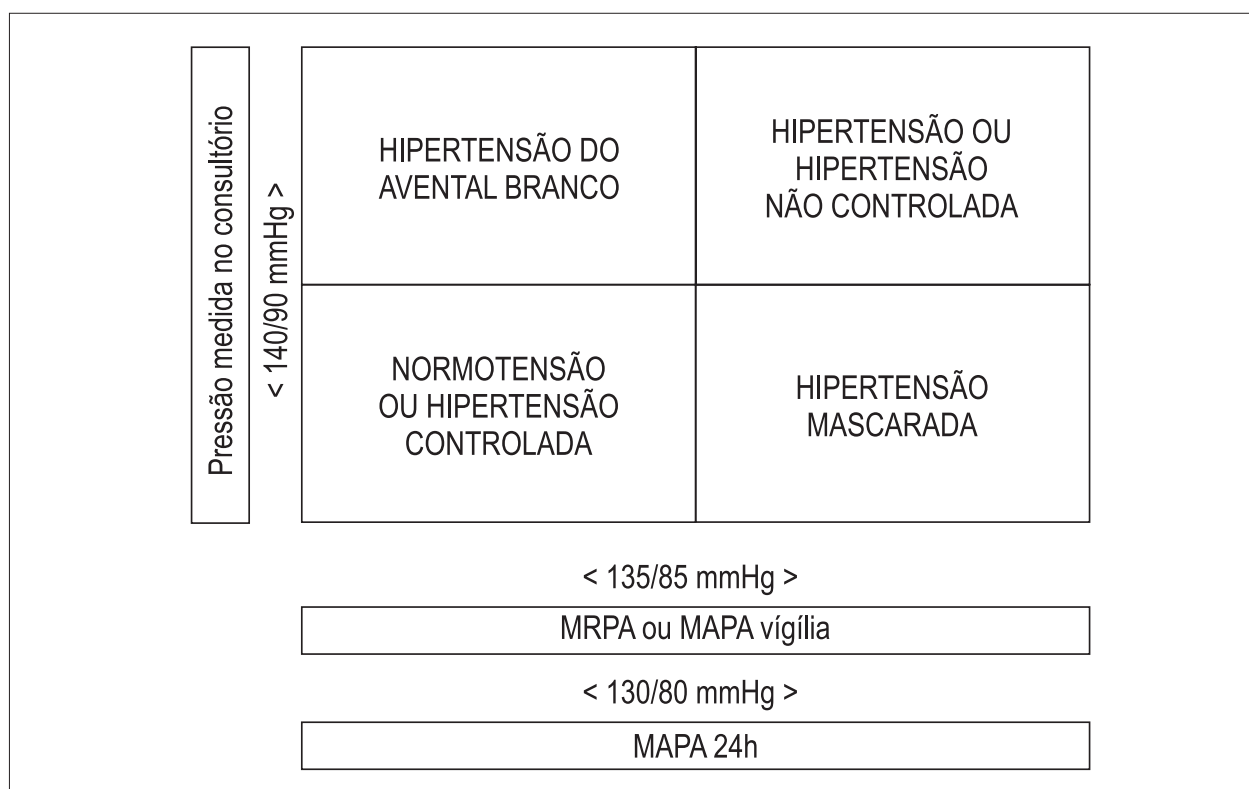 Pressão medida no consultório
< 140/90 mmHg >
HIPERTENSÃO DO
AVENTAL BRANCO
HIPERTENSÃO OU
HIPERTENSÃO
NÃO CONTROLADA
NORMOTENSÃO
OU HIPERTENSÃO
CONTROLADA
HIPERTENSÃO
MASCARADA
< 135/85 mmHg >
MRPA ou MAPA vígília
< 130/80 mmHg >
MAPA 24h